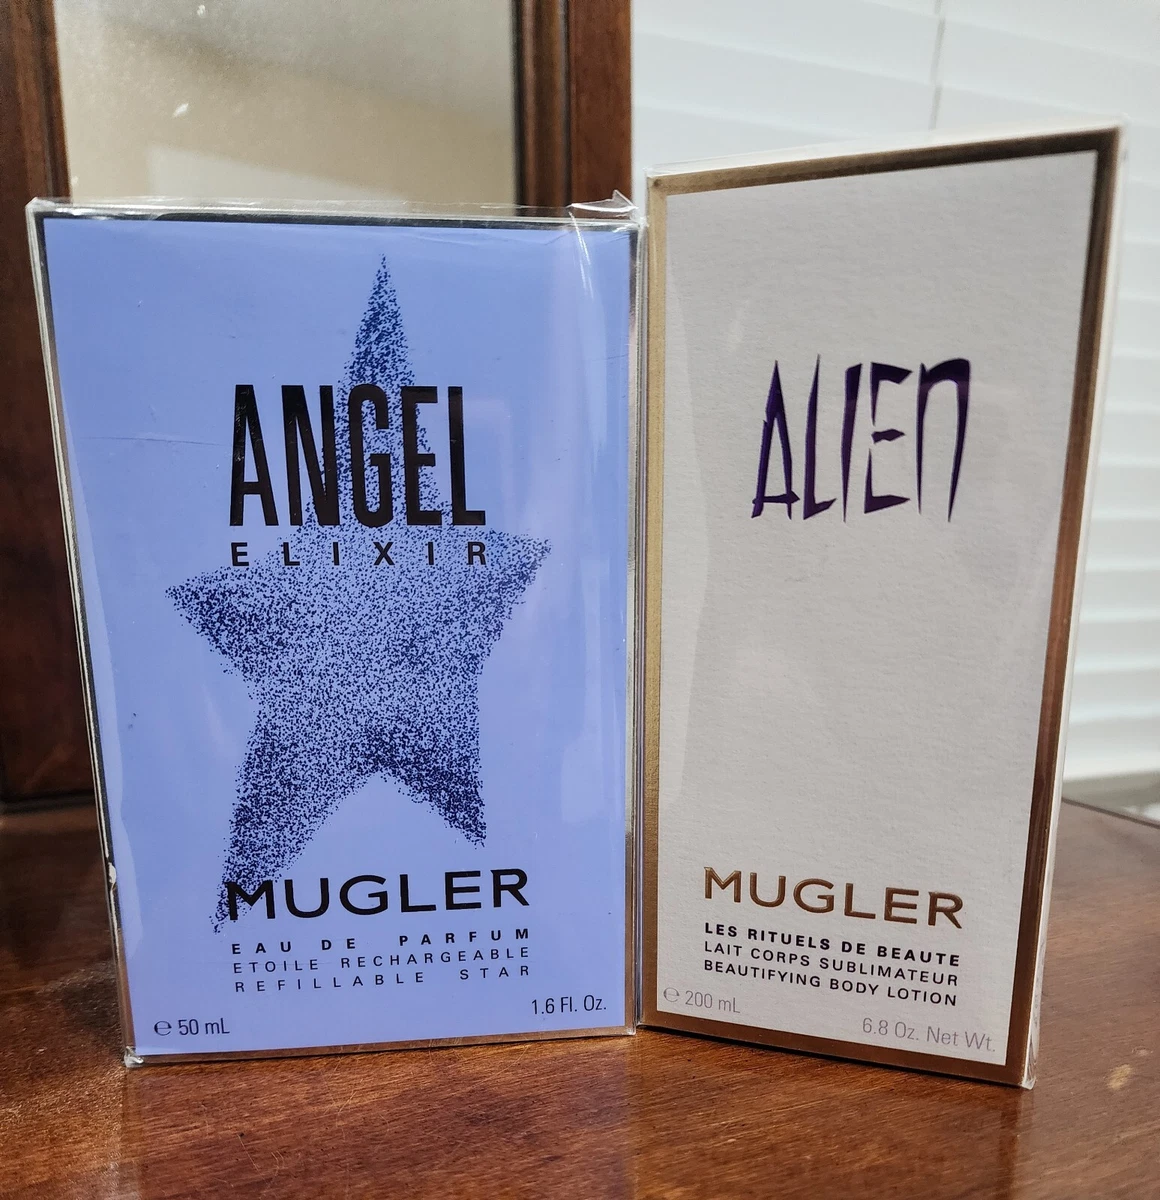 ANGEL
ELIXIR
MUGLER
EAU DE PARFUM
ETOILE RECHARGEABLE
REFILLABLE STAR
℮ 50 mL
1.6 Fl. Oz.
ALIEN
MUGLER
LES RITUELS DE BEAUTE
LAIT CORPS SUBLIMATEUR
BEAUTIFYING BODY LOTION
℮ 200 mL
6.8 Oz. Net Wt.